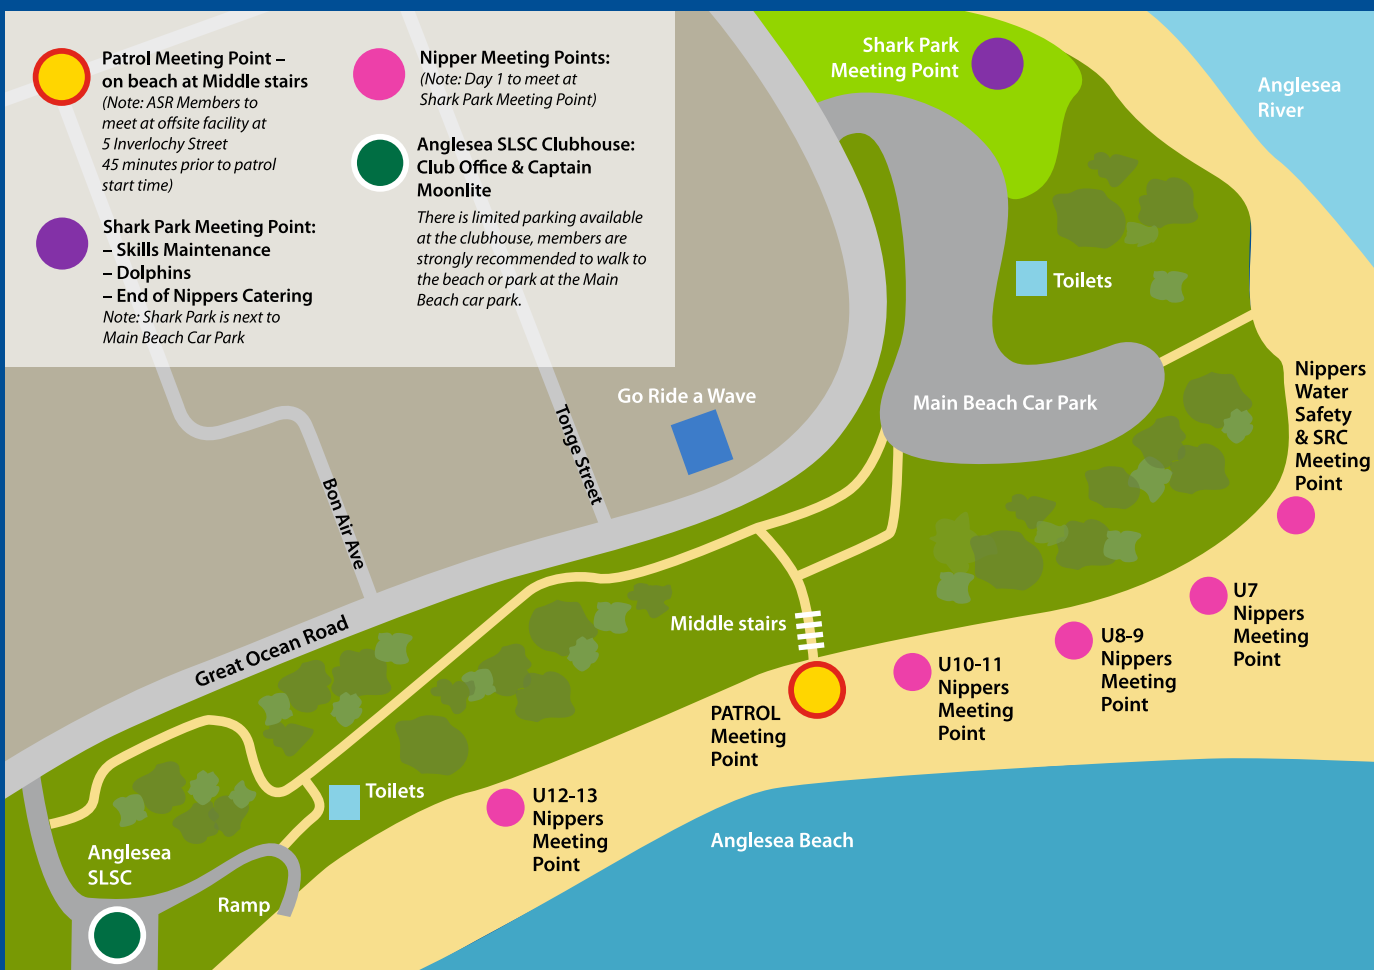 Patrol Meeting Point –
on beach at Middle stairs
(Note: ASR Members to
meet at offsite facility at
5 Inverlochy Street
45 minutes prior to patrol
start time)
Shark Park Meeting Point:
– Skills Maintenance
– Dolphins
– End of Nippers Catering
Note: Shark Park is next to
Main Beach Car Park
Nipper Meeting Points:
(Note: Day 1 to meet at
Shark Park Meeting Point)
Anglesea SLSC Clubhouse:
Club Office & Captain
Moonlite
There is limited parking available
at the clubhouse, members are
strongly recommended to walk to
the beach or park at the Main
Beach car park.
Shark Park
Meeting Point
Anglesea
River
Toilets
Go Ride a Wave
Main Beach Car Park
Nippers
Water
Safety
& SRC
Meeting
Point
Tonge Street
Bon Air Ave
Great Ocean Road
Middle stairs
U7
Nippers
Meeting
Point
U8-9
Nippers
Meeting
Point
U10-11
Nippers
Meeting
Point
PATROL
Meeting
Point
Toilets
U12-13
Nippers
Meeting
Point
Anglesea Beach
Anglesea
SLSC
Ramp